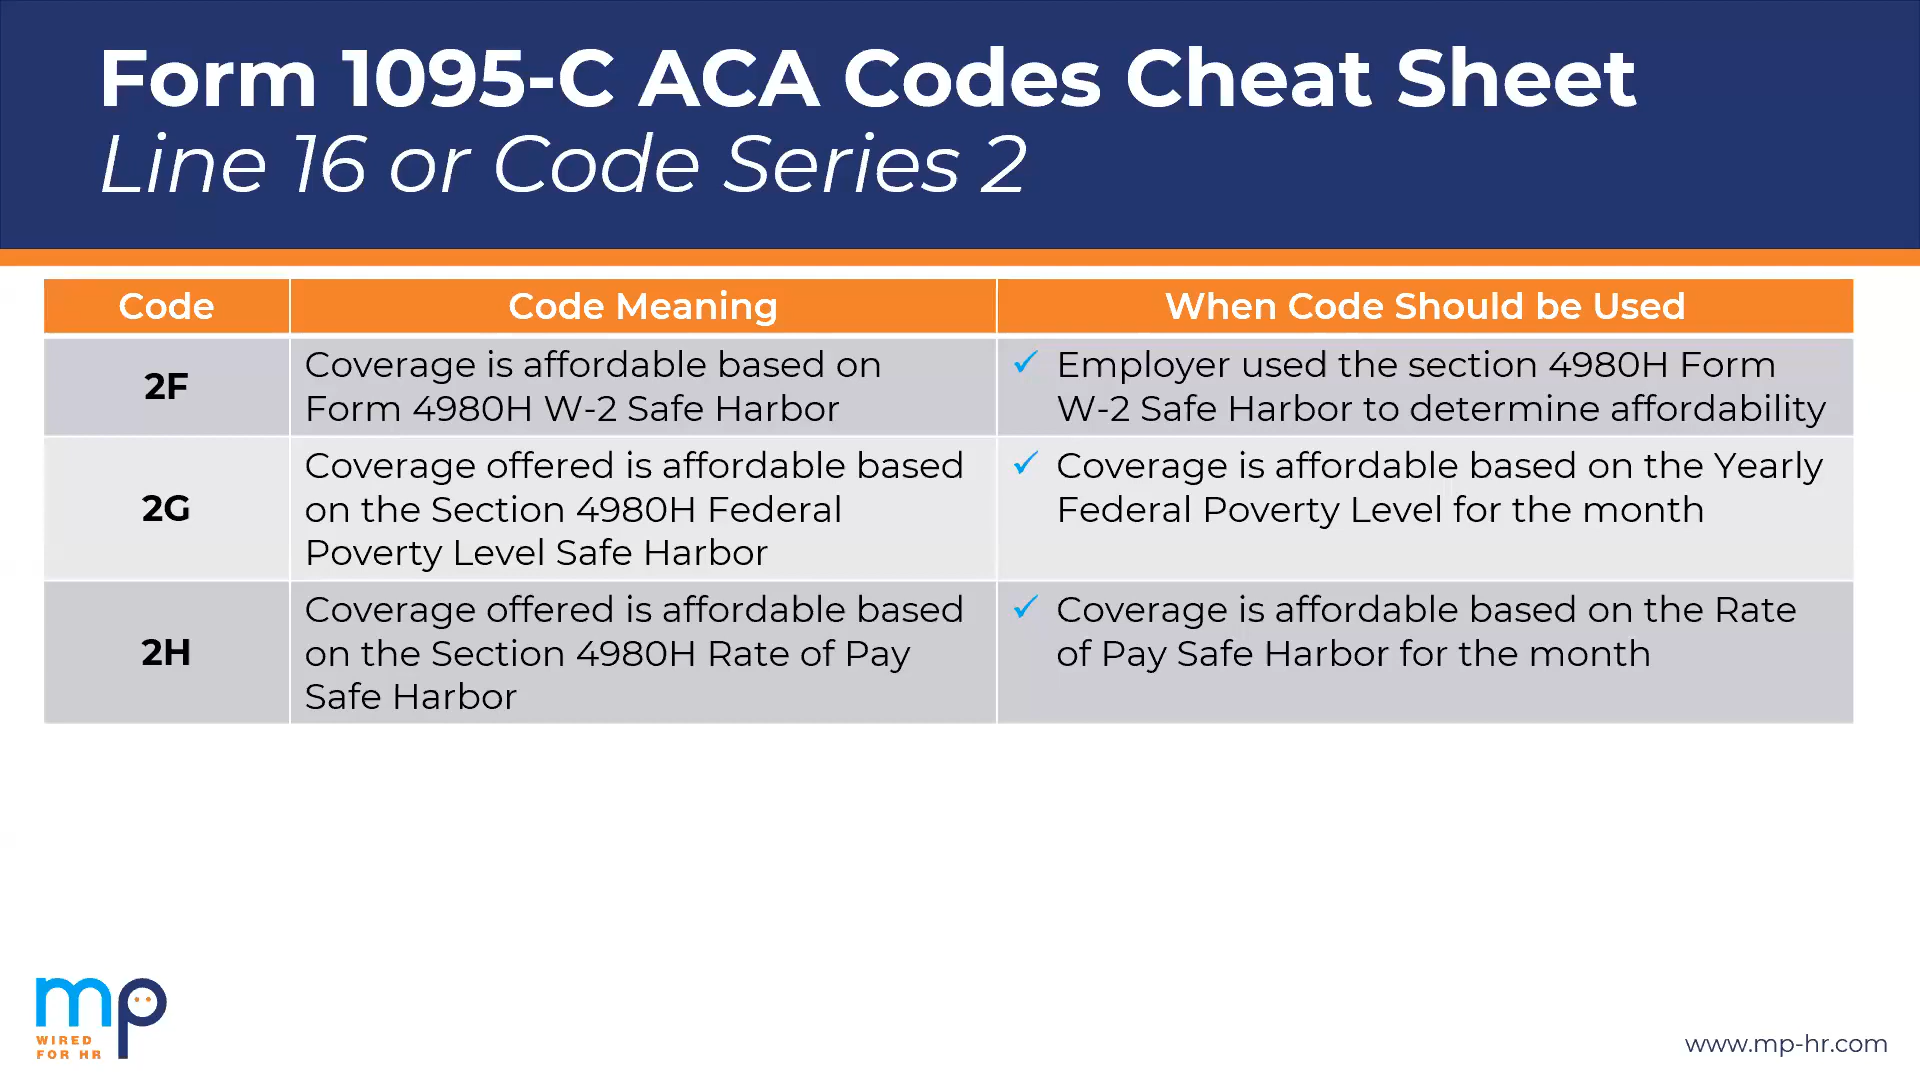 Form 1095-C ACA Codes Cheat Sheet
Line 16 or Code Series 2
Code
Code Meaning
When Code Should be Used
2F
Coverage is affordable based on
Form 4980H W-2 Safe Harbor
✓ Employer used the section 4980H Form
W-2 Safe Harbor to determine affordability
2G
Coverage offered is affordable based
on the Section 4980H Federal
Poverty Level Safe Harbor
✓ Coverage is affordable based on the Yearly
Federal Poverty Level for the month
2H
Coverage offered is affordable based
on the Section 4980H Rate of Pay
Safe Harbor
✓ Coverage is affordable based on the Rate
of Pay Safe Harbor for the month
mp
WIRED
FOR HR
www.mp-hr.com